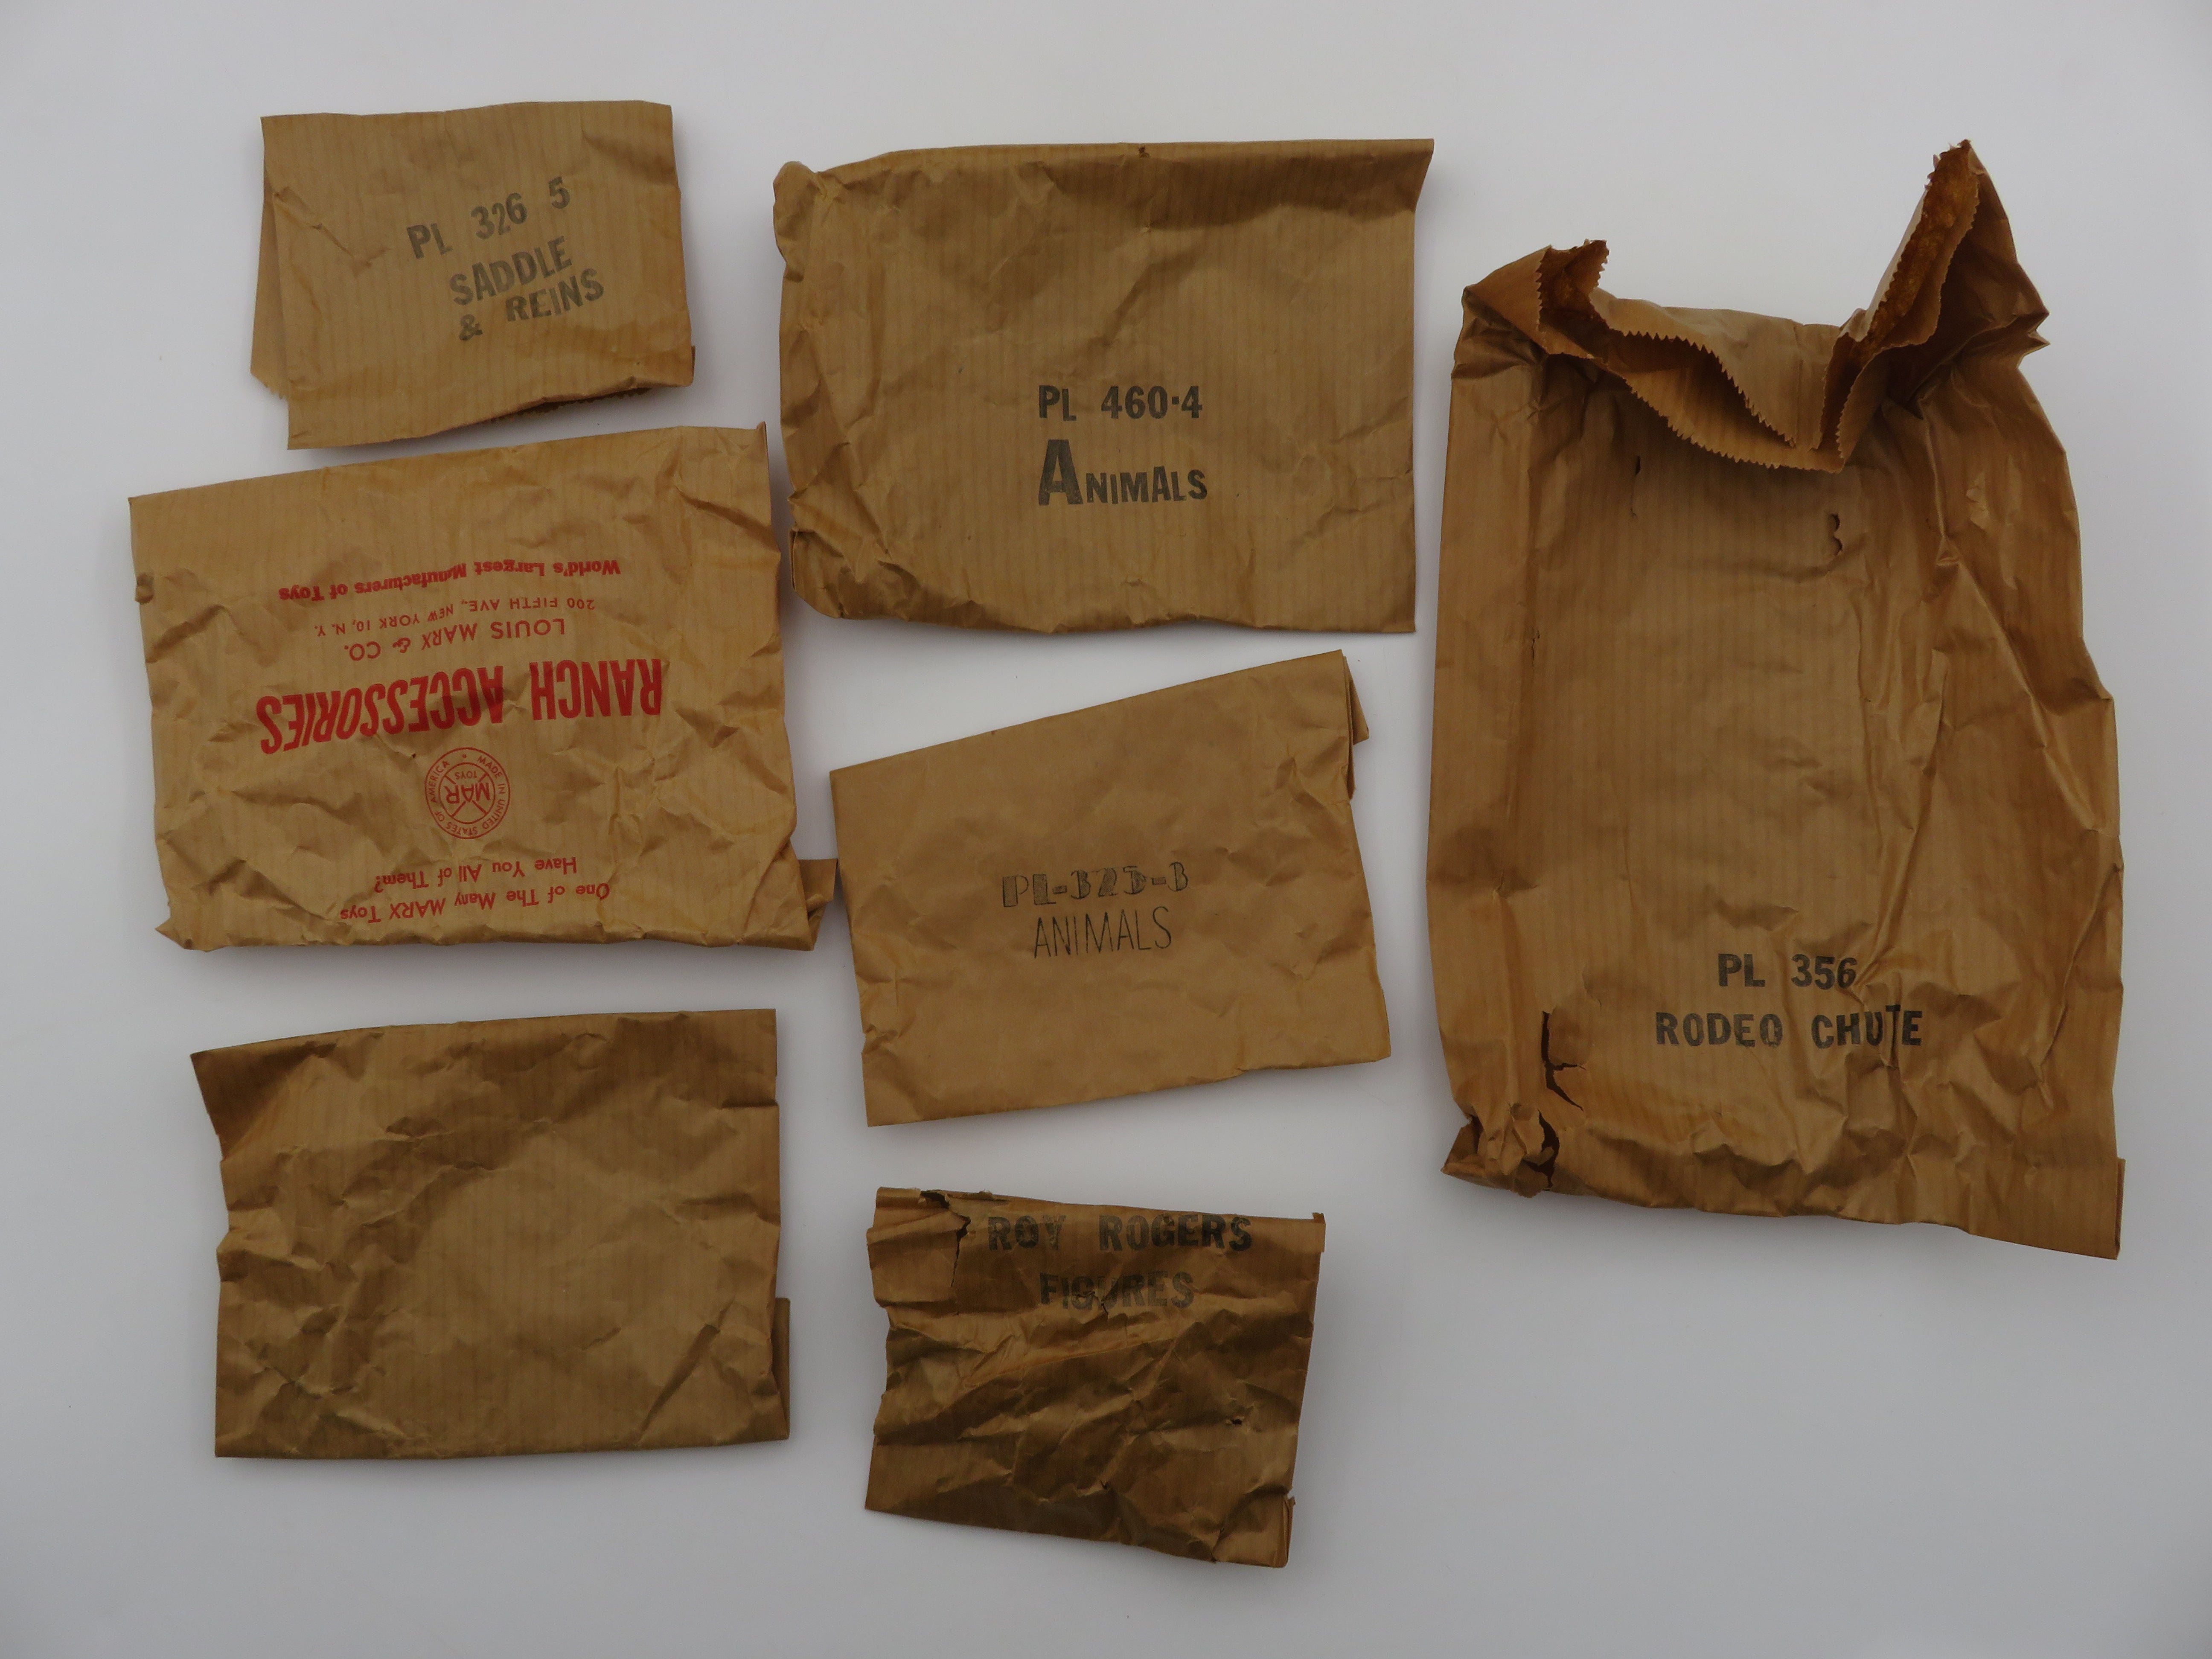 PL 326 5
SADDLE
& REINS
PL 460-4
ANIMALS
One of The Many MARX Toys
Have You All of Them?
MADE IN UNITED STATES OF AMERICA
MAR
TOYS
RANCH ACCESSORIES
LOUIS MARX & CO.
200 FIFTH AVE., NEW YORK 10, N.Y.
World's Largest Manufacturers of Toys
PL-325-B
ANIMALS
PL 356
RODEO CHUTE
ROY ROGERS
FIGURES